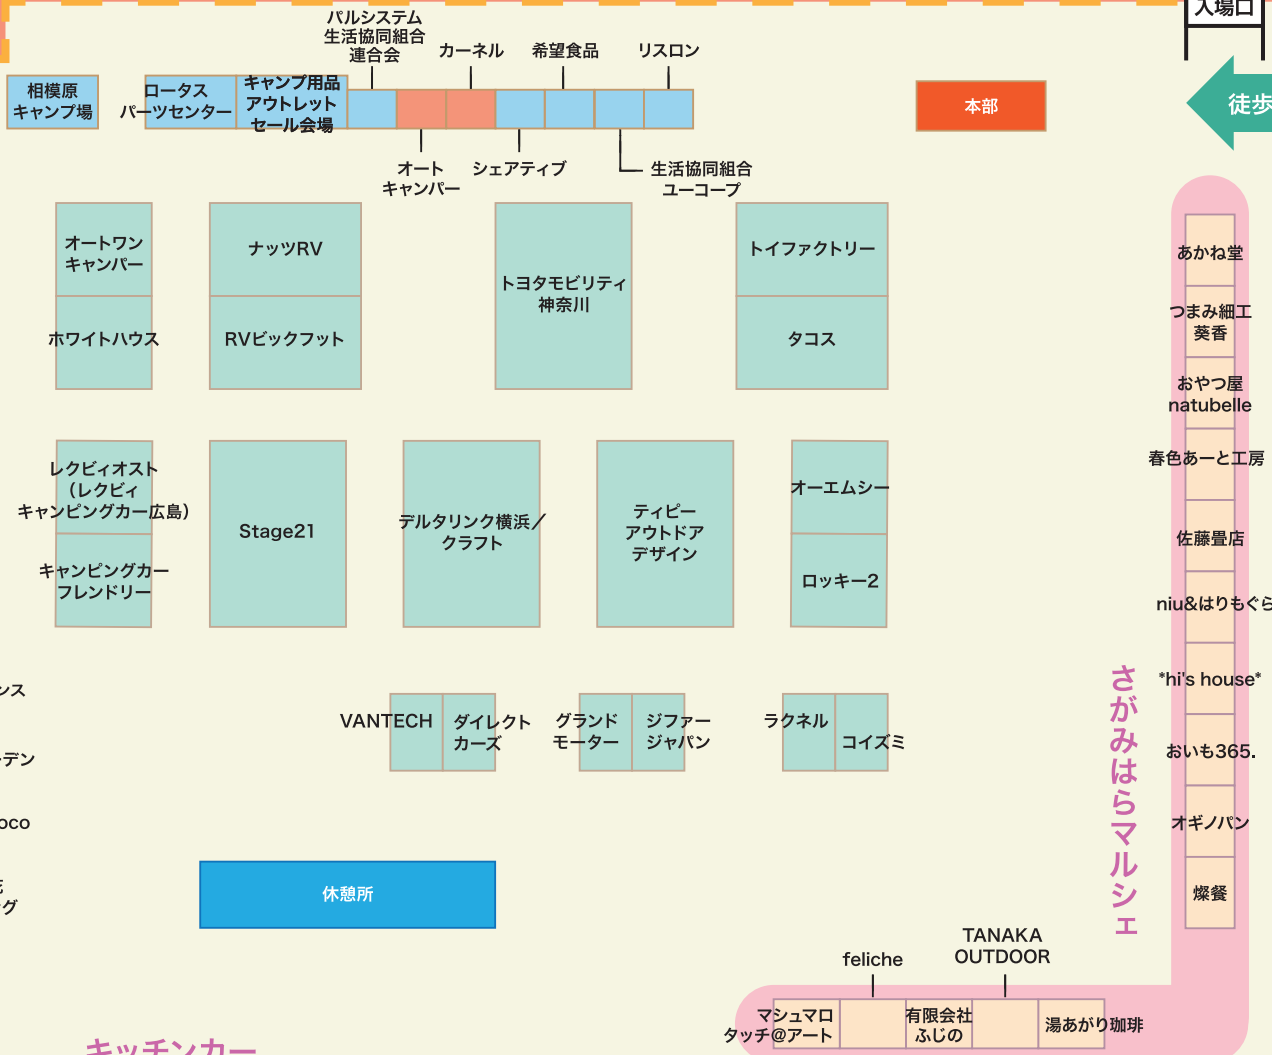 入場口
徒歩
パルシステム
生活協同組合
連合会
カーネル
希望食品
リスロン
相模原
キャンプ場
ロータス
パーツセンター
キャンプ用品
アウトレット
セール会場
本部
オート
キャンパー
シェアティブ
生活協同組合
ユーコープ
オートワン
キャンパー
ナッツRV
トヨタモビリティ
神奈川
トイファクトリー
ホワイトハウス
RVビックフット
タコス
レクビィオスト
（レクビィ
キャンピングカー広島）
キャンピングカー
フレンドリー
Stage21
デルタリンク横浜／
クラフト
ティピー
アウトドア
デザイン
オーエムシー
ロッキー2
VANTECH
ダイレクト
カーズ
グランド
モーター
ジファー
ジャパン
ラクネル
コイズミ
ンス
デン
oco
グ
休憩所
あかね堂
つまみ細工
葵香
おやつ屋
natubelle
春色あーと工房
佐藤畳店
niu&はりもぐら
*hi's house*
おいも365.
オギノパン
燦餐
さがみはらマルシェ
feliche
TANAKA
OUTDOOR
マシュマロ
タッチ@アート
有限会社
ふじの
湯あがり珈琲
キッチンカー